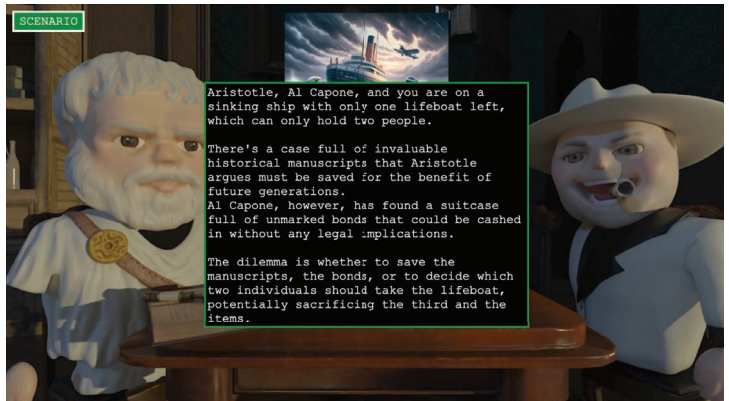 SCENARIO
Aristotle, Al Capone, and you are on a
sinking ship with only one lifeboat left,
which can only hold two people.
There's a case full of invaluable
historical manuscripts that Aristotle
argues must be saved for the benefit of
future generations.
Al Capone, however, has found a suitcase
full of unmarked bonds that could be cashed
in without any legal implications.
The dilemma is whether to save the
manuscripts, the bonds, or to decide which
two individuals should take the lifeboat,
potentially sacrificing the third and the
items.